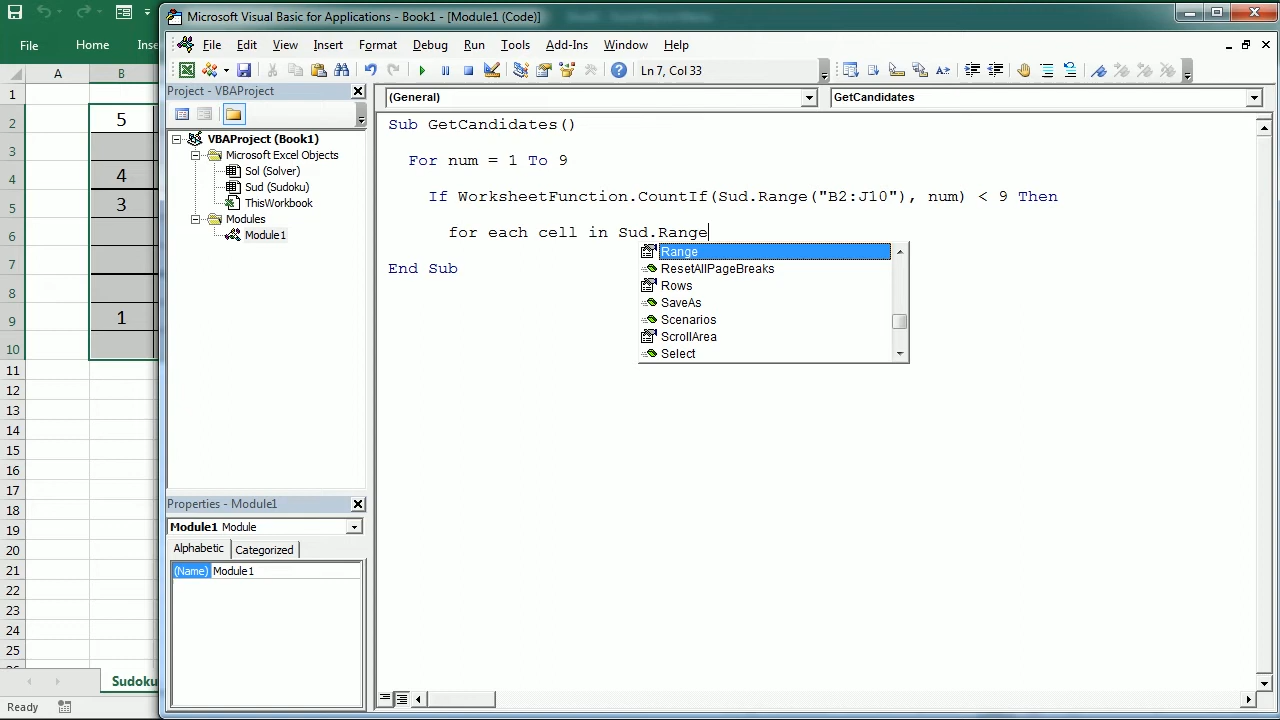 Microsoft Visual Basic for Applications - Book1 - [Module1 (Code)]
File Edit View Insert Format Debug Run Tools Add-Ins Window Help
Ln 7, Col 33
File Home Inse
A B
1
2 5
3
4 4
5 3
6
7
8
9 1
10
11
12
13
14
15
16
17
18
19
20
21
22
23
24
25
Sudoku
Ready
Project - VBAProject
VBAProject (Book1)
Microsoft Excel Objects
Sol (Solver)
Sud (Sudoku)
ThisWorkbook
Modules
Module1
Properties - Module1
Module1 Module
Alphabetic Categorized
(Name) Module1
(General) GetCandidates
Sub GetCandidates()
For num = 1 To 9
If WorksheetFunction.CountIf(Sud.Range("B2:J10"), num) < 9 Then
for each cell in Sud.Range
End Sub
Range
ResetAllPageBreaks
Rows
SaveAs
Scenarios
ScrollArea
Select